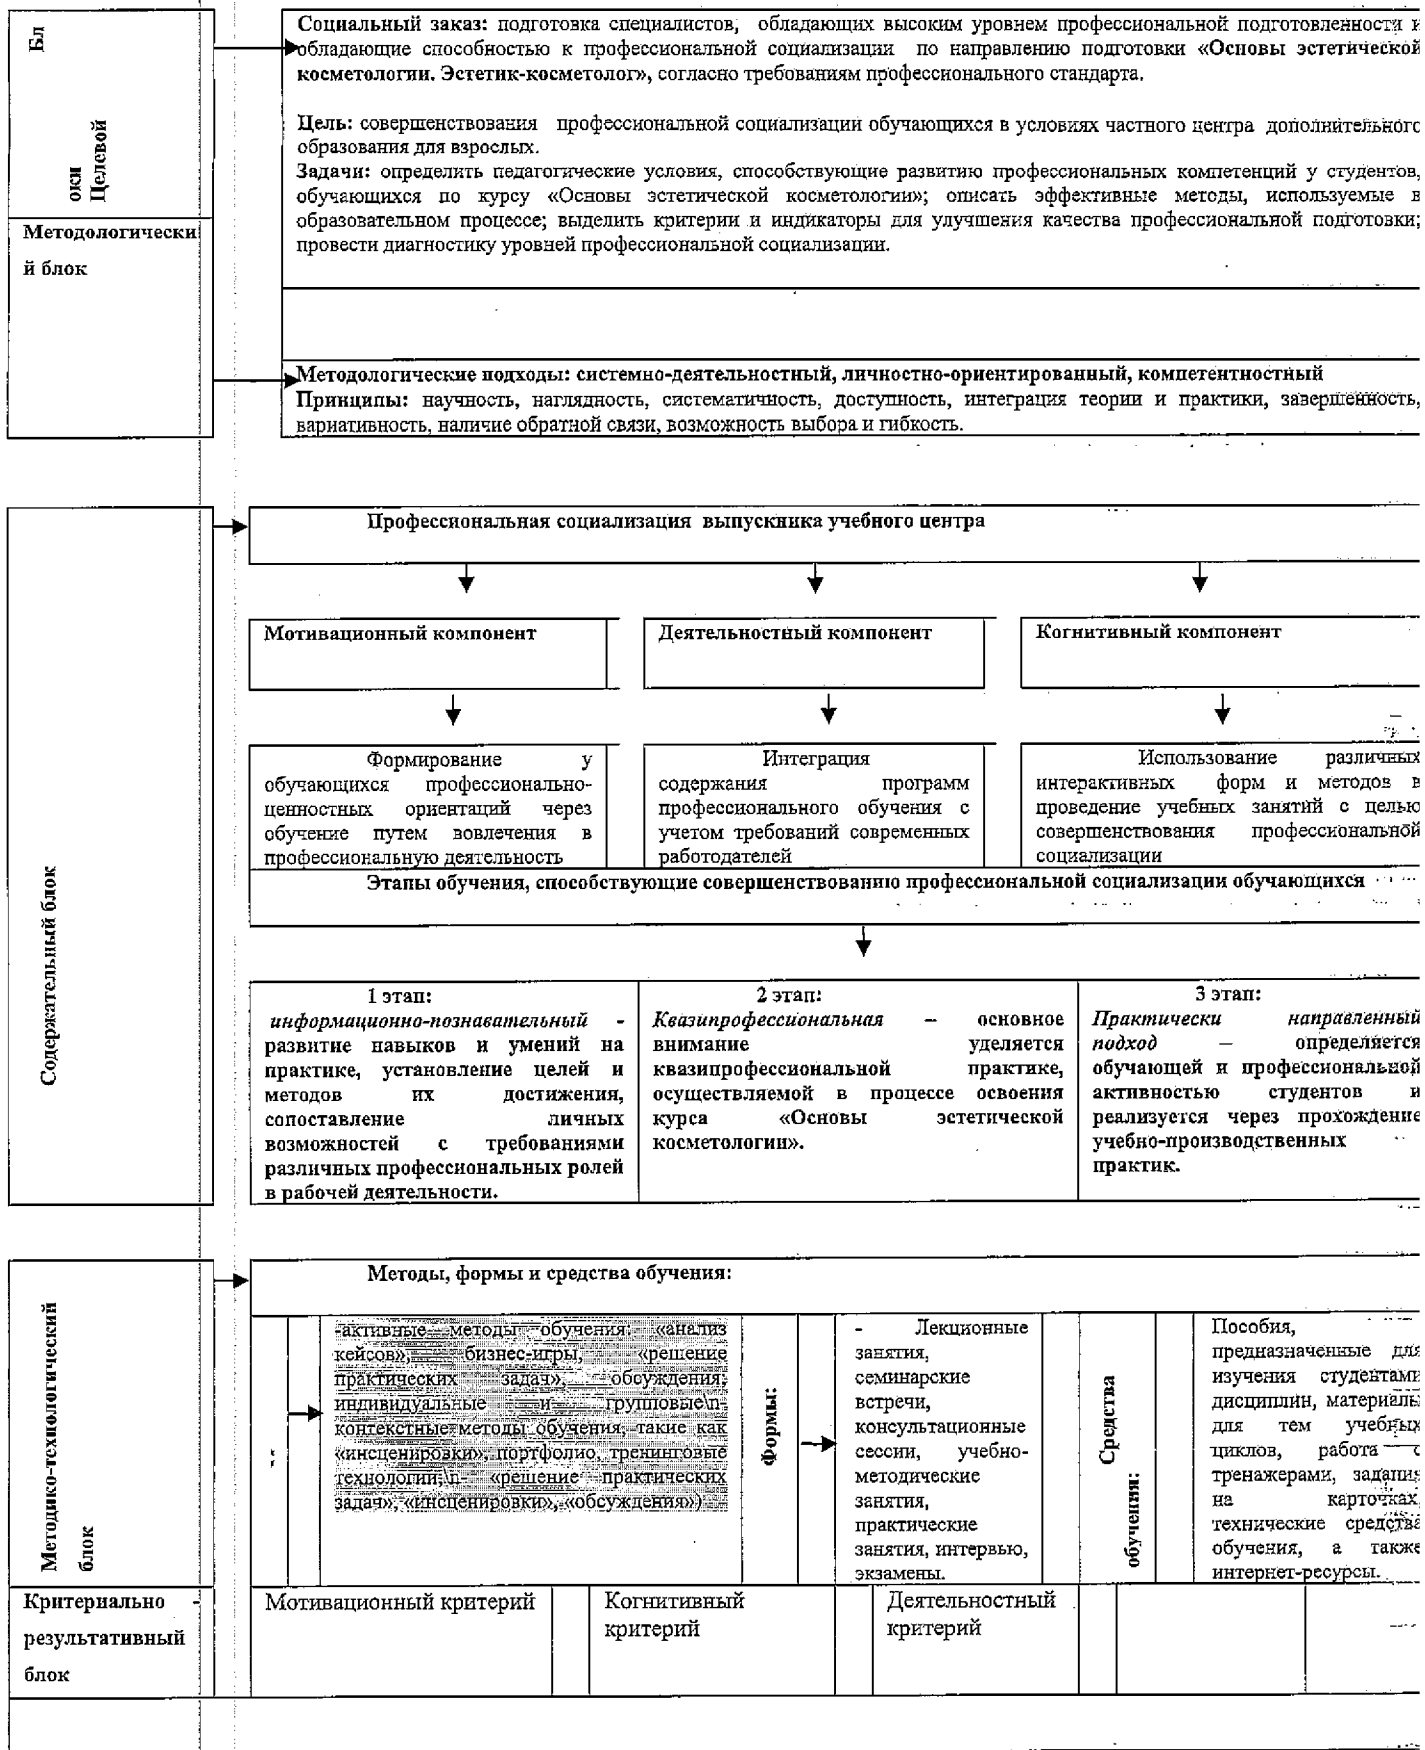 Бл
оки
Целевой
Социальный заказ: подготовка специалистов, обладающих высоким уровнем профессиональной подготовленности и
обладающие способностью к профессиональной социализации по направлению подготовки «Основы эстетической
косметологии. Эстетик-косметолог», согласно требованиям профессионального стандарта.
Цель: совершенствования профессиональной социализации обучающихся в условиях частного центра дополнительного
образования для взрослых.
Задачи: определить педагогические условия, способствующие развитию профессиональных компетенций у студентов,
обучающихся по курсу «Основы эстетической косметологии»; описать эффективные методы, используемые в
образовательном процессе; выделить критерии и индикаторы для улучшения качества профессиональной подготовки;
провести диагностику уровней профессиональной социализации.
Методологически
й блок
Методологические подходы: системно-деятельностный, личностно-ориентированный, компетентностный
Принципы: научность, наглядность, систематичность, доступность, интеграция теории и практики, завершенность,
вариативность, наличие обратной связи, возможность выбора и гибкость.
Содержательный блок
Профессиональная социализация выпускника учебного центра
Мотивационный компонент
Деятельностный компонент
Когнитивный компонент
Формирование у
обучающихся профессионально-
ценностных ориентаций через
обучение путем вовлечения в
профессиональную деятельность
Интеграция
содержания программ
профессионального обучения с
учетом требований современных
работодателей
Использование различных
интерактивных форм и методов в
проведение учебных занятий с целью
совершенствования профессиональной
социализации
Этапы обучения, способствующие совершенствованию профессиональной социализации обучающихся
1 этап:
информационно-познавательный -
развитие навыков и умений на
практике, установление целей и
методов их достижения,
сопоставление личных
возможностей с требованиями
различных профессиональных ролей
в рабочей деятельности.
2 этап:
Квазипрофессиональная – основное
внимание уделяется
квазипрофессиональной практике,
осуществляемой в процессе освоения
курса «Основы эстетической
косметологии».
3 этап:
Практически направленный
подход – определяется
обучающей и профессиональной
активностью студентов и
реализуется через прохождение
учебно-производственных
практик.
Методико-технологический
блок
Методы, формы и средства обучения:
-активные методы обучения: «анализ
кейсов», бизнес-игры, «решение
практических задач», обсуждения;
индивидуальные и групповые\n-
контекстные методы обучения, такие как
«инсценировки», портфолио, тренинговые
технологии;\n- «решение практических
задач», «инсценировки», «обсуждения»)
Формы:
- Лекционные
занятия,
семинарские
встречи,
консультационные
сессии, учебно-
методические
занятия,
практические
занятия, интервью,
экзамены.
Средства
обучения:
Пособия,
предназначенные для
изучения студентами
дисциплин, материалы
для тем учебных
циклов, работа с
тренажерами, задания
на карточках,
технические средства
обучения, а также
интернет-ресурсы.
Критериально -
результативный
блок
Мотивационный критерий
Когнитивный
критерий
Деятельностный
критерий